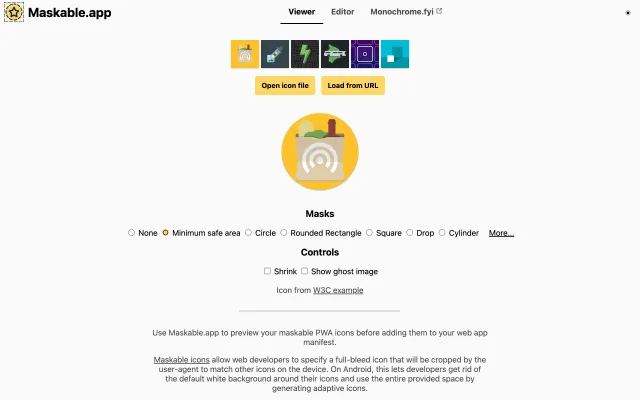 Maskable.app
Viewer
Editor
Monochrome.fyi
Open icon file
Load from URL
Masks
None
Minimum safe area
Circle
Rounded Rectangle
Square
Drop
Cylinder
More...
Controls
Shrink
Show ghost image
Icon from W3C example
Use Maskable.app to preview your maskable PWA icons before adding them to your web app
manifest.
Maskable icons allow web developers to specify a full-bleed icon that will be cropped by the
user-agent to match other icons on the device. On Android, this lets developers get rid of
the default white background around their icons and use the entire provided space by
generating adaptive icons.